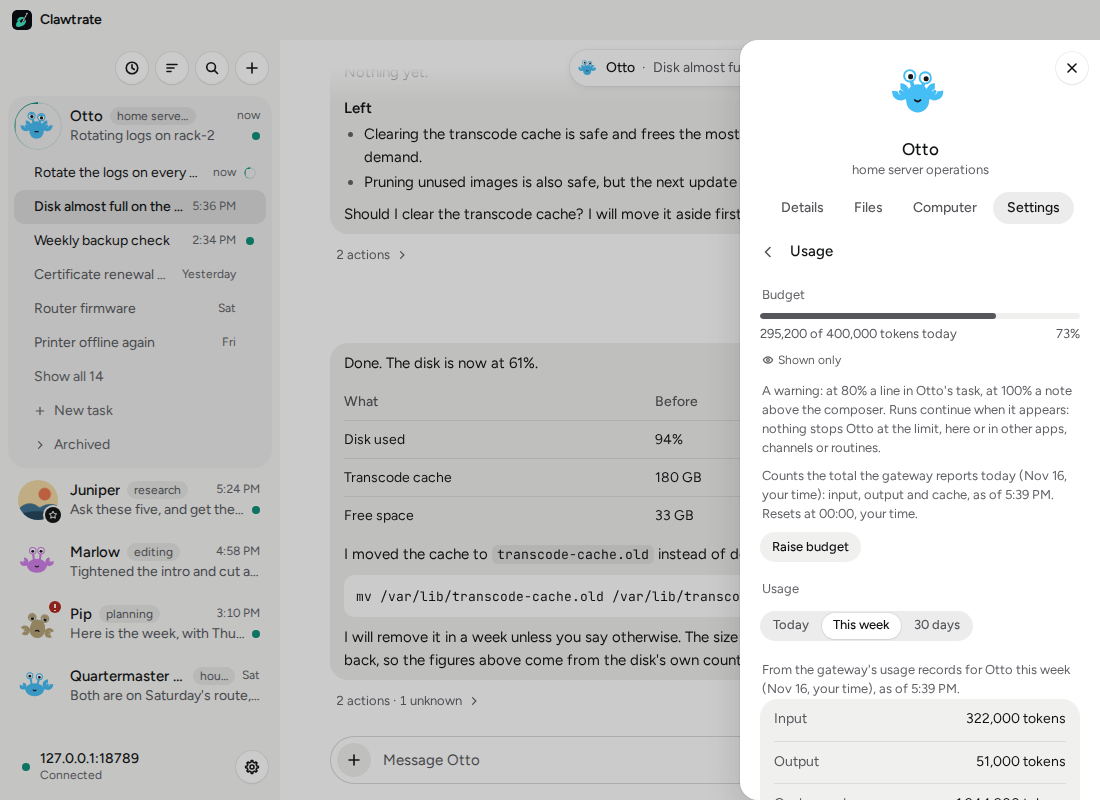 Clawtrate
Otto
home serve...
now
Rotating logs on rack-2
Rotate the logs on every ...
now
Disk almost full on the ...
5:36 PM
Weekly backup check
2:34 PM
Certificate renewal ...
Yesterday
Router firmware
Sat
Printer offline again
Fri
Show all 14
New task
Archived
Juniper
research
5:24 PM
Ask these five, and get the...
Marlow
editing
4:58 PM
Tightened the intro and cut a...
Pip
planning
3:10 PM
Here is the week, with Thu...
Quartermaster ...
hou...
Sat
Both are on Saturday's route,...
127.0.0.1:18789
Connected
Otto · Disk almost fu
Nothing yet.
Left
Clearing the transcode cache is safe and frees the most
demand.
Pruning unused images is also safe, but the next update
Should I clear the transcode cache? I will move it aside first
2 actions
Done. The disk is now at 61%.
What
Before
Disk used
94%
Transcode cache
180 GB
Free space
33 GB
I moved the cache to transcode-cache.old instead of d
mv /var/lib/transcode-cache.old /var/lib/transco
I will remove it in a week unless you say otherwise. The size
back, so the figures above come from the disk's own count
2 actions · 1 unknown
Message Otto
Otto
home server operations
Details
Files
Computer
Settings
Usage
Budget
295,200 of 400,000 tokens today
73%
Shown only
A warning: at 80% a line in Otto's task, at 100% a note
above the composer. Runs continue when it appears:
nothing stops Otto at the limit, here or in other apps,
channels or routines.
Counts the total the gateway reports today (Nov 16,
your time): input, output and cache, as of 5:39 PM.
Resets at 00:00, your time.
Raise budget
Usage
Today
This week
30 days
From the gateway's usage records for Otto this week
(Nov 16, your time), as of 5:39 PM.
Input
322,000 tokens
Output
51,000 tokens